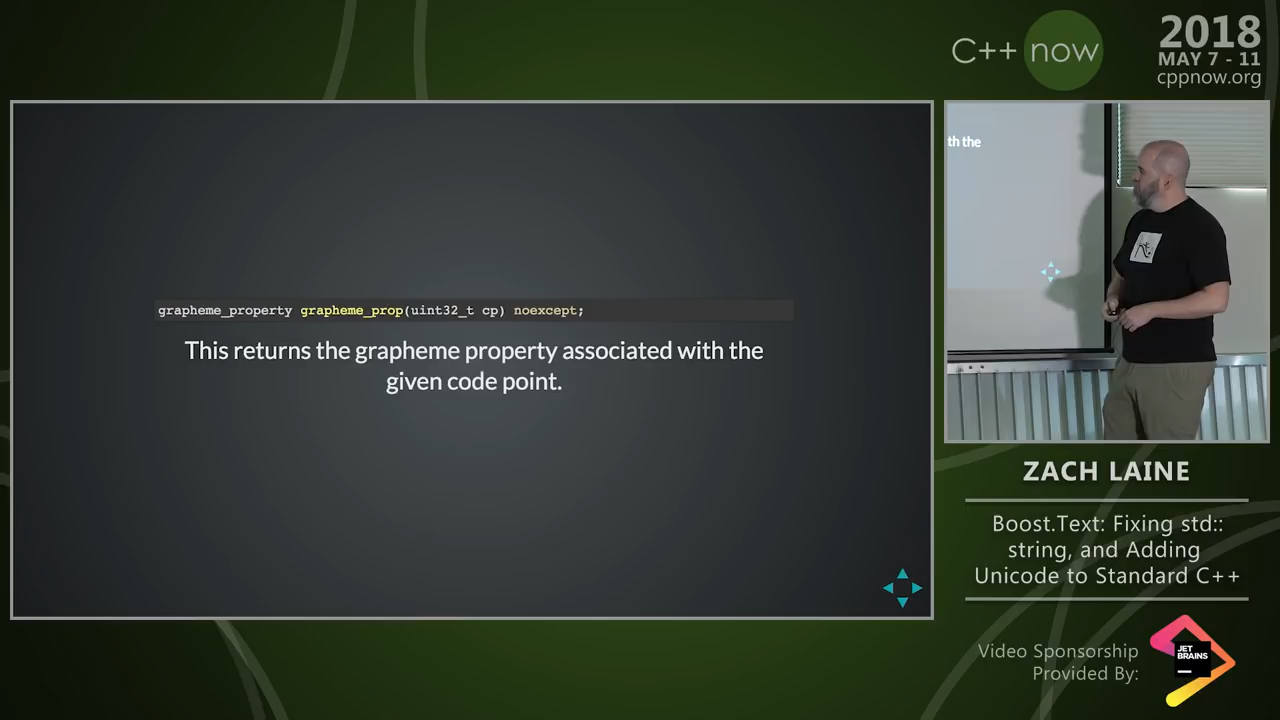 C++ now
2018
MAY 7 - 11
cppnow.org
grapheme_property grapheme_prop(uint32_t cp) noexcept;
This returns the grapheme property associated with the
given code point.
th the
ZACH LAINE
Boost.Text: Fixing std::
string, and Adding
Unicode to Standard C++
Video Sponsorship
Provided By:
JET
BRAINS